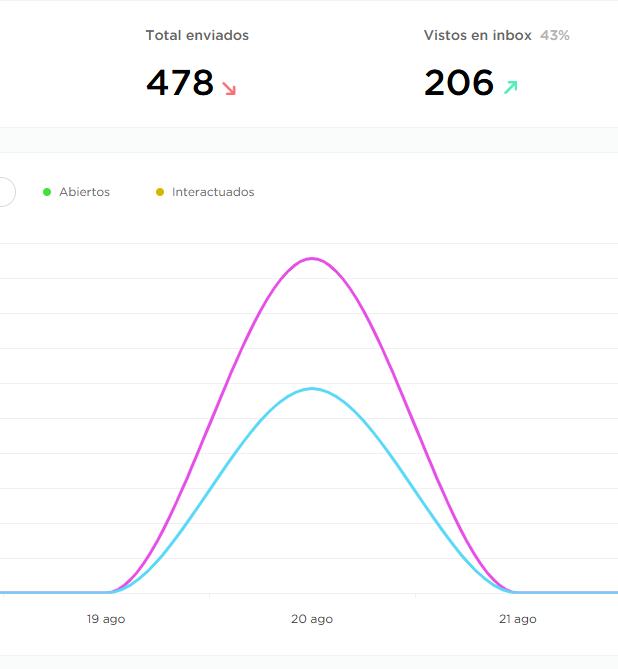 Total enviados
Vistos en inbox 43%
478
206
Abiertos
Interactuados
19 ago
20 ago
21 ago